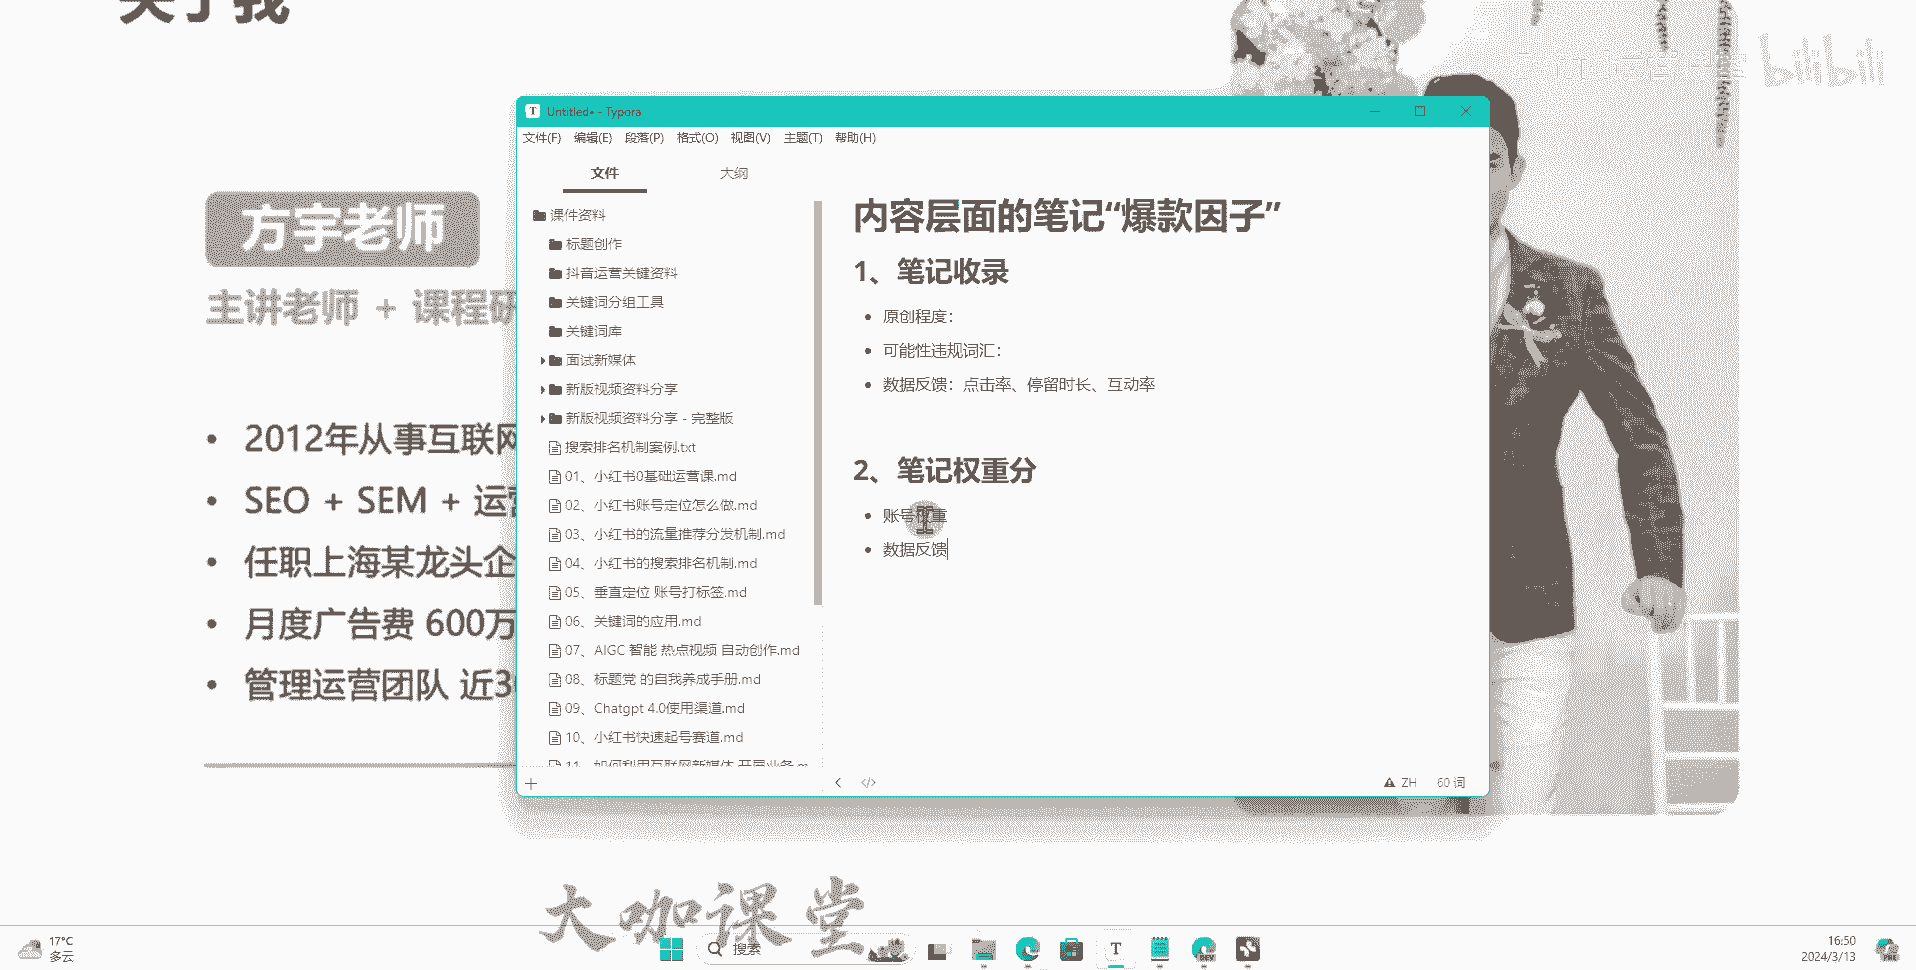 关于我
bilibili
方宇老师
主讲老师 + 课程研
• 2012年从事互联网
• SEO + SEM + 运营
• 任职上海某龙头企
• 月度广告费 600万
• 管理运营团队 近30
Untitled• - Typora
文件(F) 编辑(E) 段落(P) 格式(O) 视图(V) 主题(T) 帮助(H)
文件 大纲
课件资料
标题创作
抖音运营关键资料
关键词分组工具
关键词库
面试新媒体
新版视频资料分享
新版视频资料分享 - 完整版
搜索排名机制案例.txt
01、小红书0基础运营课.md
02、小红书账号定位怎么做.md
03、小红书的流量推荐分发机制.md
04、小红书的搜索排名机制.md
05、垂直定位 账号打标签.md
06、关键词的应用.md
07、AIGC 智能 热点视频 自动创作.md
08、标题党 的自我养成手册.md
09、Chatgpt 4.0使用渠道.md
10、小红书快速起号赛道.md
11、如何利用互联网新媒体 开展业务.m
内容层面的笔记“爆款因子”
1、笔记收录
• 原创程度：
• 可能性违规词汇：
• 数据反馈：点击率、停留时长、互动率
2、笔记权重分
• 账号权重
• 数据反馈
ZH 60 词
大咖课堂
17°C
多云
搜索
16:50
2024/3/13